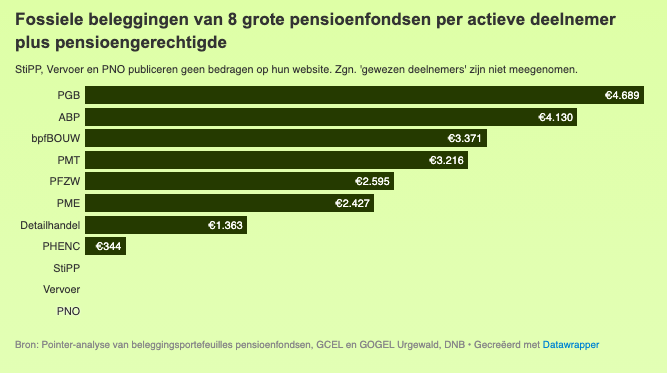 Fossiele beleggingen van 8 grote pensioenfondsen per actieve deelnemer
plus pensioengerechtigde
StiPP, Vervoer en PNO publiceren geen bedragen op hun website. Zgn. 'gewezen deelnemers' zijn niet meegenomen.
PGB €4.689
ABP €4.130
bpfBOUW €3.371
PMT €3.216
PFZW €2.595
PME €2.427
Detailhandel €1.363
PHENC €344
StiPP
Vervoer
PNO
Bron: Pointer-analyse van beleggingsportefeuilles pensioenfondsen, GCEL en GOGEL Urgewald, DNB • Gecreëerd met Datawrapper